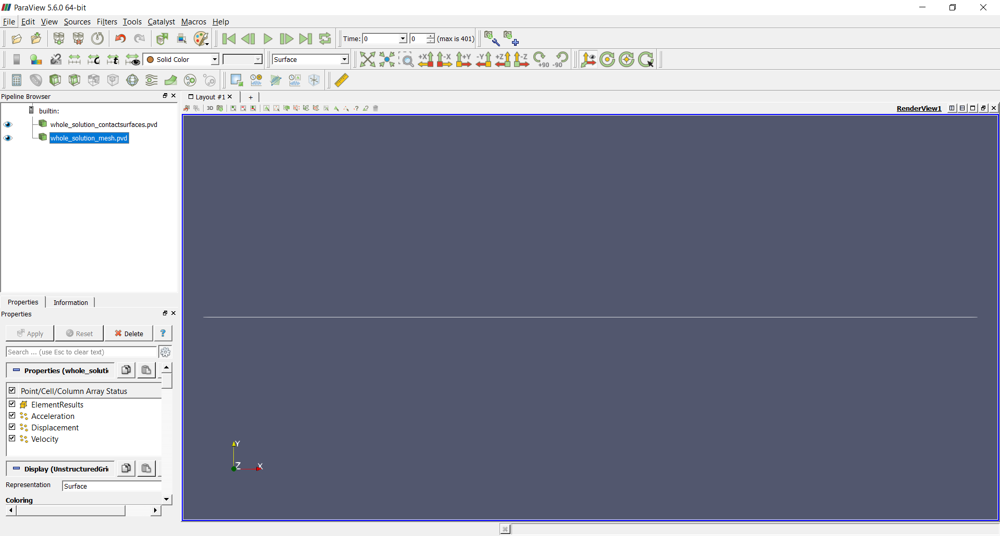 ParaView 5.6.0 64-bit
File Edit View Sources Filters Tools Catalyst Macros Help
Time: 0 0 (max is 401)
Solid Color Surface +X -X +Y -Y +Z -Z +90 -90
Pipeline Browser
Layout #1 +
builtin:
3D
RenderView1
whole_solution_contactsurfaces.pvd
whole_solution_mesh.pvd
Properties Information
Properties
Apply Reset Delete ?
Search ... (use Esc to clear text)
Properties (whole_soluti
Point/Cell/Column Array Status
ElementResults
Acceleration
Displacement
Velocity
Display (UnstructuredGri
Representation Surface
Coloring
Y
Z X